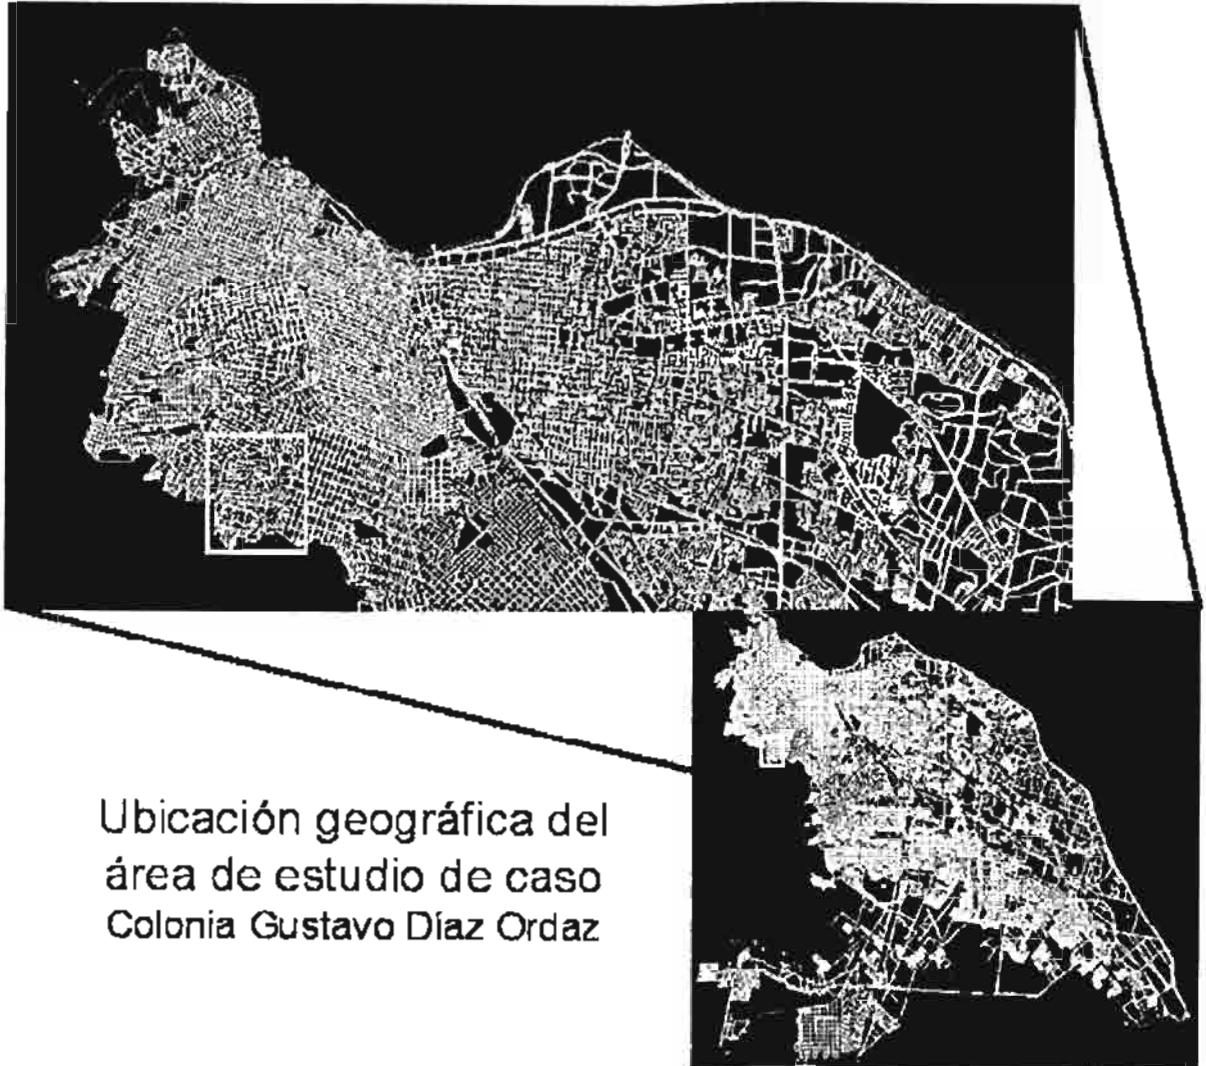 Ubicación geográfica del
área de estudio de caso
Colonia Gustavo Díaz Ordaz